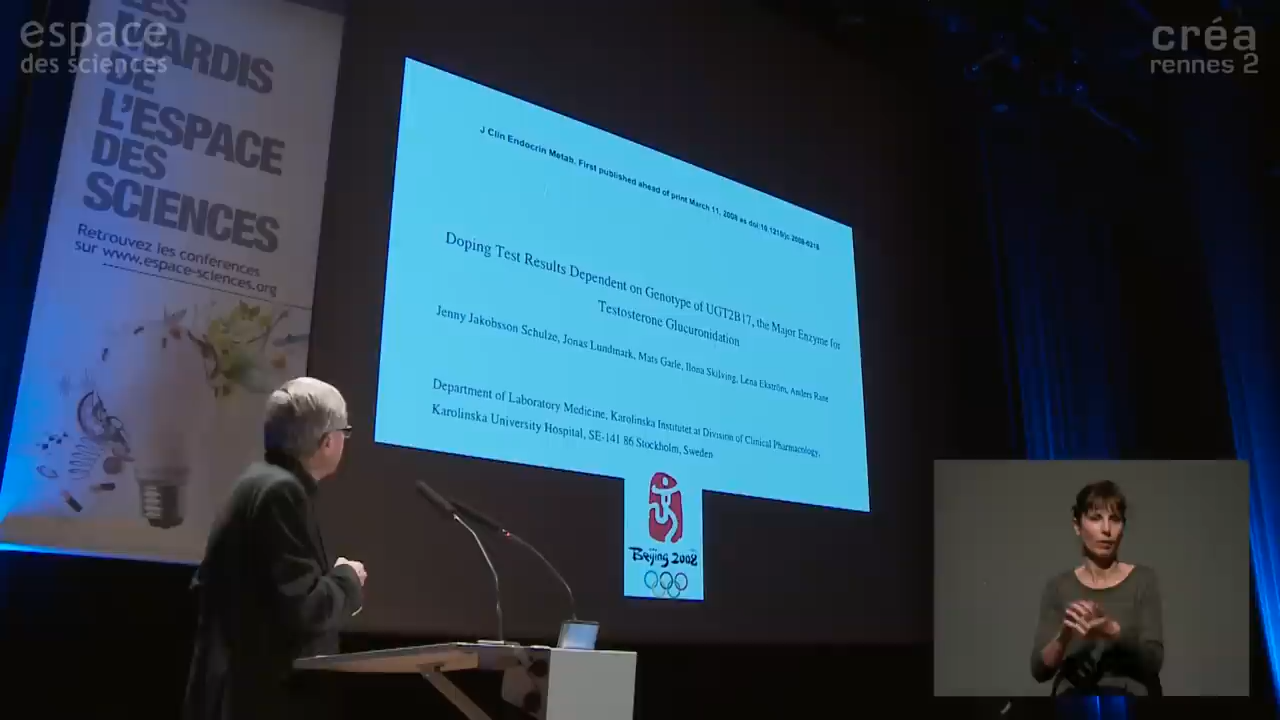 espace
des sciences
créa
rennes 2
LES
MARDIS
DE
L'ESPACE
DES
SCIENCES
Retrouvez les conférences
sur www.espace-sciences.org
J Clin Endocrin Metab. First published ahead of print March 11, 2008 as doi:10.1210/jc.2008-0218
Doping Test Results Dependent on Genotype of UGT2B17, the Major Enzyme for
Testosterone Glucuronidation
Jenny Jakobsson Schulze, Jonas Lundmark, Mats Garle, Ilona Skilving, Lena Ekström, Anders Rane
Department of Laboratory Medicine, Karolinska Institutet at Division of Clinical Pharmacology,
Karolinska University Hospital, SE-141 86 Stockholm, Sweden
Beijing 2008